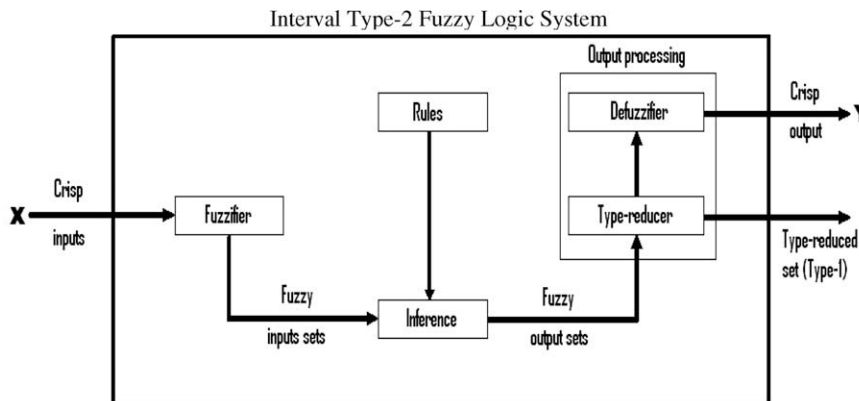 Interval Type-2 Fuzzy Logic System
Output processing
Rules
Defuzzifier
Crisp
output
Y
X
Crisp
inputs
Fuzzifier
Type-reducer
Type-reduced
set (Type-1)
Fuzzy
inputs sets
Inference
Fuzzy
output sets